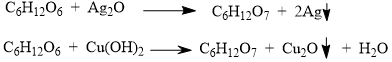 C₆H₁₂O₆ + Ag₂O ⟶ C₆H₁₂O₇ + 2Ag↓
C₆H₁₂O₆ + Cu(OH)₂ ⟶ C₆H₁₂O₇ + Cu₂O↓ + H₂O